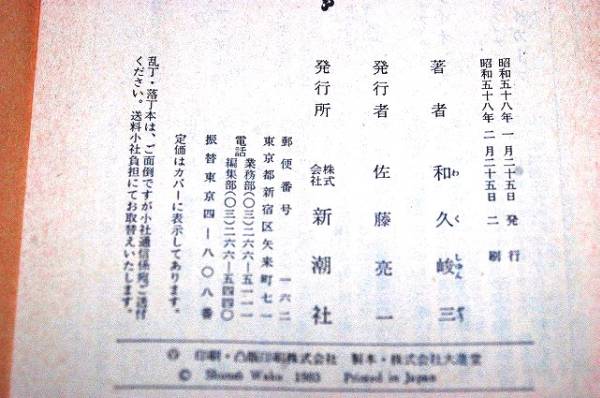 昭和五十八年 一月二十五日 発行
昭和五十八年 二月二十五日 二刷
著者 和久峻三
わくしゅんぞう
発行者 佐藤亮一
発行所 株式会社 新潮社
郵便番号 一六二
東京都新宿区矢来町七一
電話 業務部(〇三)二六六―五一一一
編集部(〇三)二六六―五四四〇
振替東京四―八〇八番
定価はカバーに表示してあります。
乱丁・落丁本は、ご面倒ですが小社通信係宛ご送付
ください。送料小社負担にてお取替えいたします。
印刷・凸版印刷株式会社 製本・株式会社大進堂
© Shunzō Waku 1983 Printed in Japan